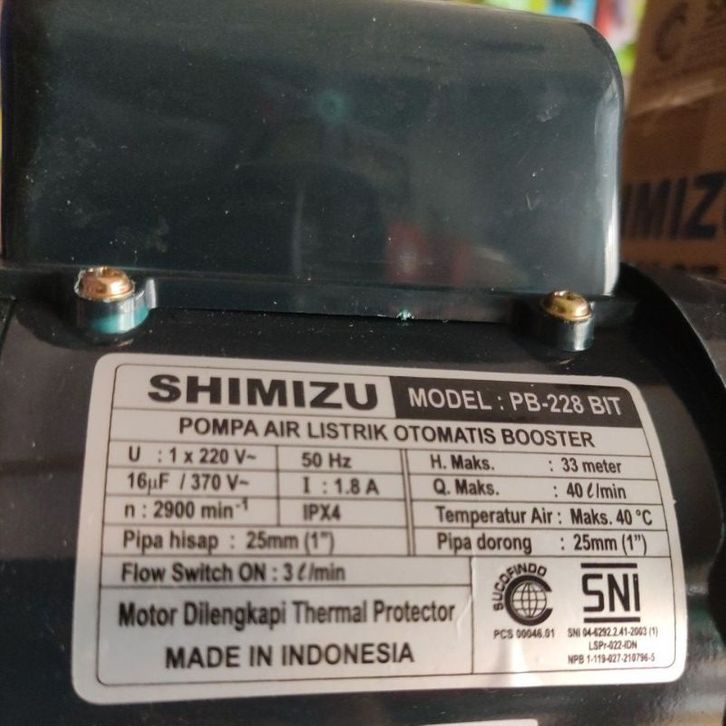 SHIMIZU MODEL : PB-228 BIT
POMPA AIR LISTRIK OTOMATIS BOOSTER
U : 1 x 220 V~ 50 Hz H. Maks. : 33 meter
16µF / 370 V~ I : 1.8 A Q. Maks. : 40 ℓ/min
n : 2900 min⁻¹ IPX4 Temperatur Air : Maks. 40 °C
Pipa hisap : 25mm (1") Pipa dorong : 25mm (1")
Flow Switch ON : 3 ℓ/min
Motor Dilengkapi Thermal Protector
MADE IN INDONESIA
SUCOFINDO
PCS 00046.01
SNI
SNI 04-6292.2.41-2003 (1)
LSPr-022-IDN
NPB 1-119-027-210796-5